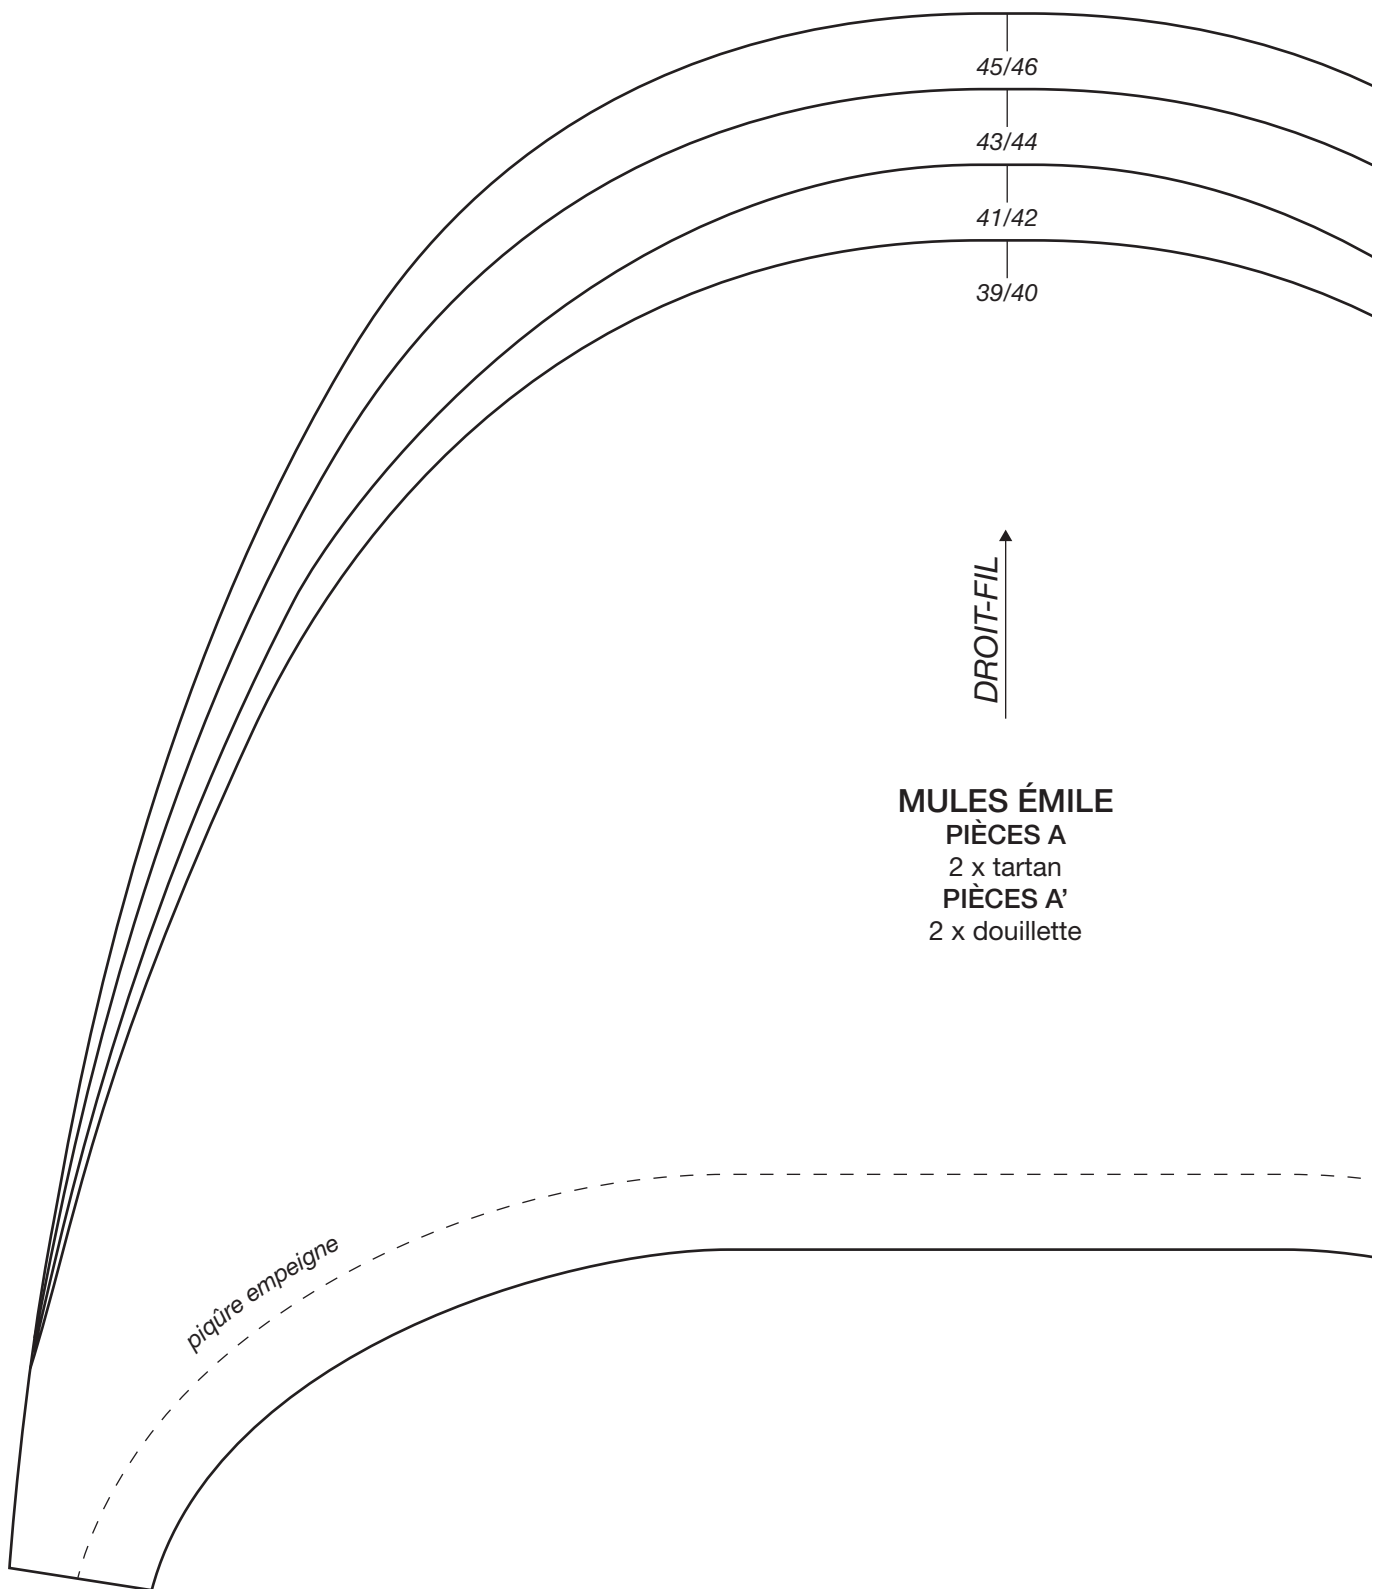 45/46
43/44
41/42
39/40
DROIT-FIL
MULES ÉMILE
PIÈCES A
2 x tartan
PIÈCES A’
2 x douillette
piqûre empeigne